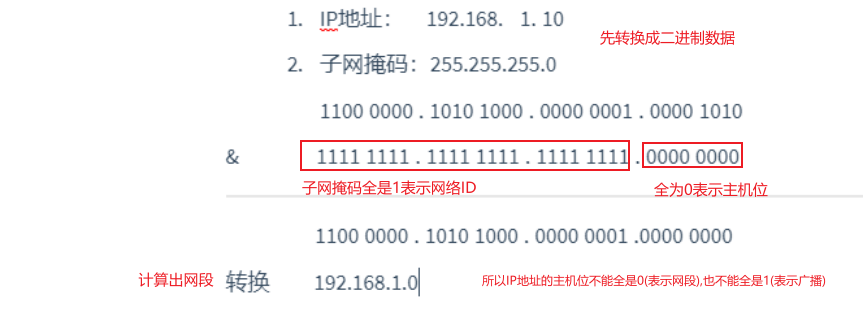 1. IP地址： 192.168. 1. 10
先转换成二进制数据
2. 子网掩码：255.255.255.0
1100 0000 . 1010 1000 . 0000 0001 . 0000 1010
& 1111 1111 . 1111 1111 . 1111 1111 . 0000 0000
子网掩码全是1表示网络ID
全为0表示主机位
1100 0000 . 1010 1000 . 0000 0001 .0000 0000
计算出网段 转换 192.168.1.0
所以IP地址的主机位不能全是0(表示网段),也不能全是1(表示广播)